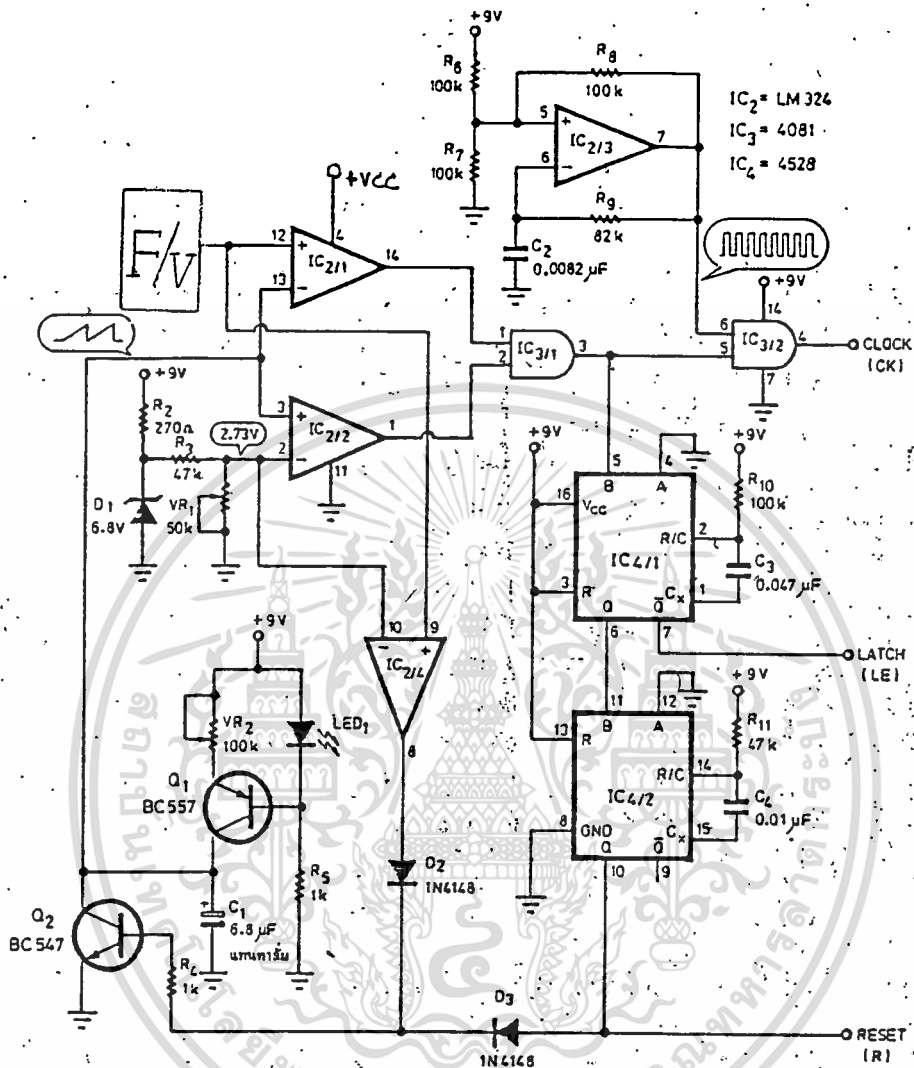 +9V
R6
100k
R8
100k
IC2 = LM 324
IC3 = 4081
IC4 = 4528
5
+
IC2/3
7
6
-
R7
100k
R9
82k
C2
0.0082 µF
+VCC
F/V
12
+
4
IC2/1
14
13
-
+9V
14
6
IC3/2
4
5
7
CLOCK
(CK)
1
IC3/1
3
2
+9V
R2
270Ω
R3
47k
2.73V
3
+
IC2/2
1
2
-
11
D1
6.8V
VR1
50k
+9V
5
B
4
A
+9V
R10
100k
16
VCC
R/C
2
3
R
IC4/1
C3
0.047 µF
Cx
1
Q
Q̅
6
7
LATCH
(LE)
10
-
9
+
IC2/4
8
+9V
VR2
100k
LED1
Q1
BC557
R5
1k
11
B
12
A
+9V
R11
47k
13
R
R/C
14
IC4/2
C4
0.01 µF
8
GND
Cx
15
Q
Q̅
10
9
D2
1N4148
C1
+
6.8 µF
แทนทาลั่ม
Q2
BC547
R4
1k
D3
1N4148
RESET
(R)